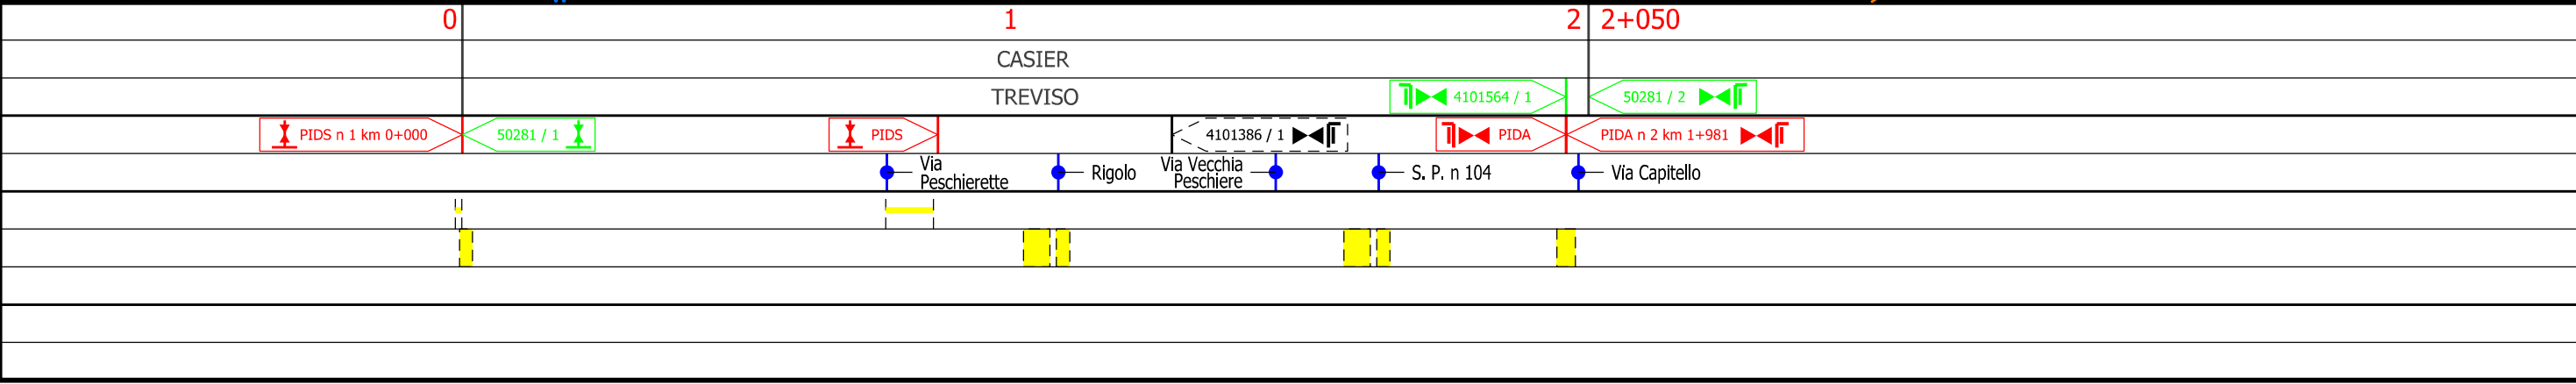 0 1 2 2+050
CASIER
TREVISO 4101564 / 1 50281 / 2
PIDS n 1 km 0+000 50281 / 1 PIDS 4101386 / 1 PIDA PIDA n 2 km 1+981
Via Peschierette Rigolo Via Vecchia Peschiere S. P. n 104 Via Capitello